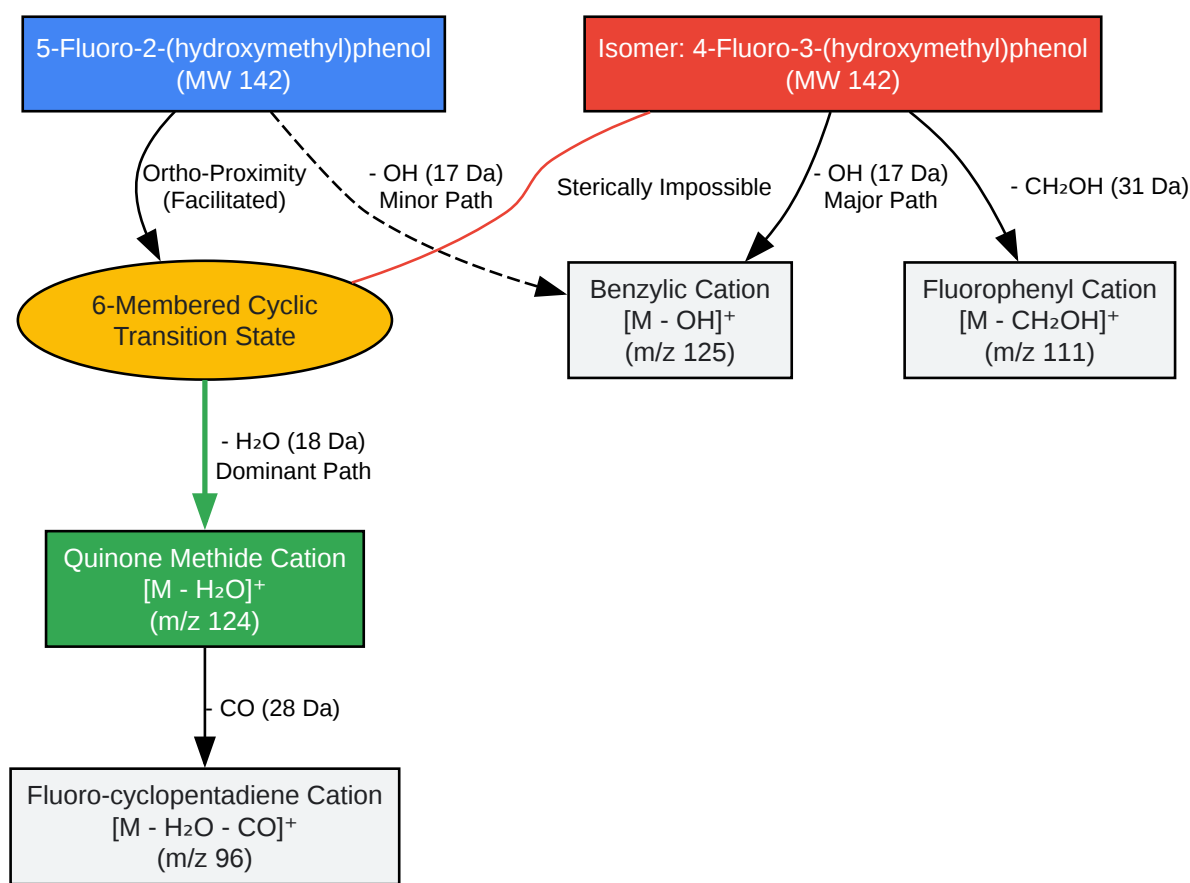 5-Fluoro-2-(hydroxymethyl)phenol
(MW 142)
Isomer: 4-Fluoro-3-(hydroxymethyl)phenol
(MW 142)
Ortho-Proximity
(Facilitated)
- OH (17 Da)
Minor Path
Sterically Impossible
- OH (17 Da)
Major Path
- CH₂OH (31 Da)
6-Membered Cyclic
Transition State
Benzylic Cation
[M - OH]⁺
(m/z 125)
Fluorophenyl Cation
[M - CH₂OH]⁺
(m/z 111)
- H₂O (18 Da)
Dominant Path
Quinone Methide Cation
[M - H₂O]⁺
(m/z 124)
- CO (28 Da)
Fluoro-cyclopentadiene Cation
[M - H₂O - CO]⁺
(m/z 96)